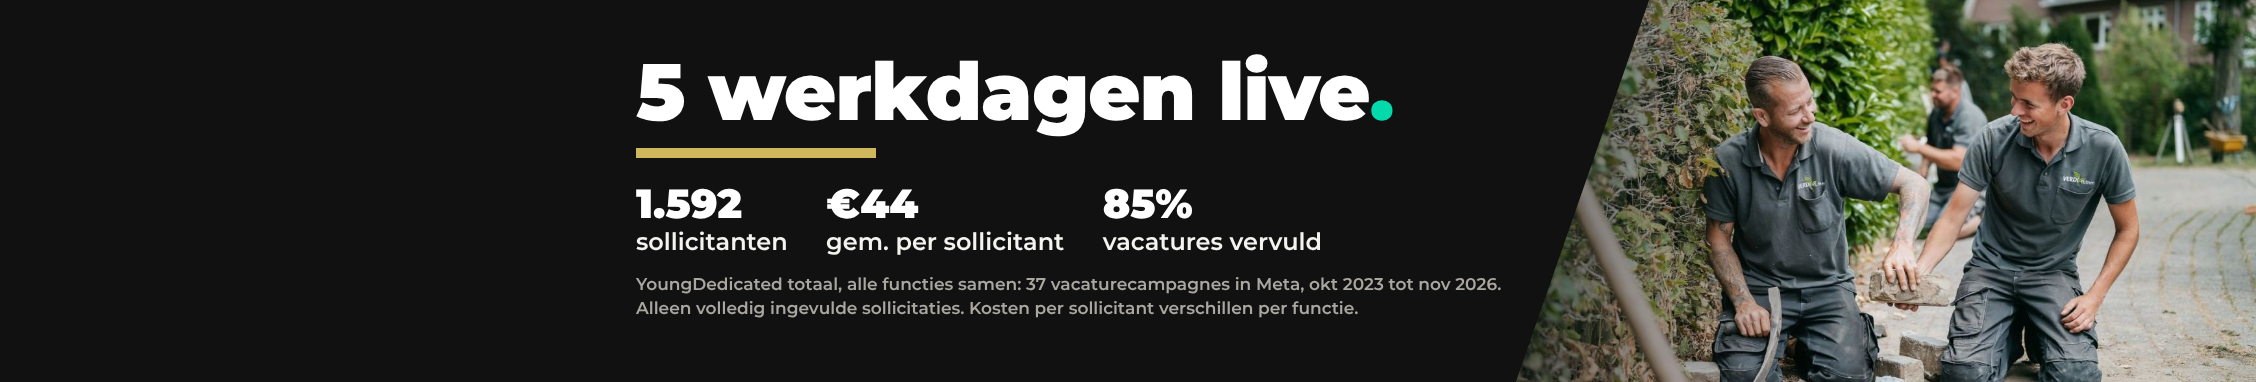 5 werkdagen live.
1.592
sollicitanten
€44
gem. per sollicitant
85%
vacatures vervuld
YoungDedicated totaal, alle functies samen: 37 vacaturecampagnes in Meta, okt 2023 tot nov 2026.
Alleen volledig ingevulde sollicitaties. Kosten per sollicitant verschillen per functie.